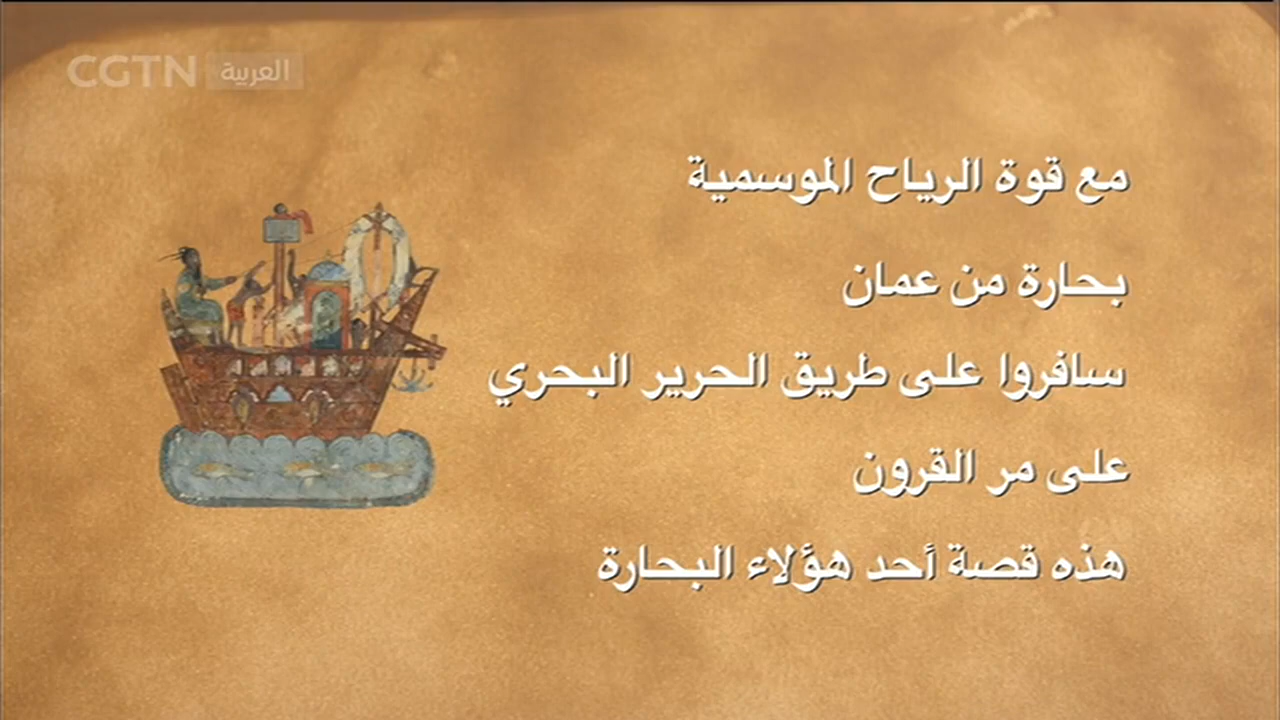 CGTN العربية
مع قوة الرياح الموسمية
بحارة من عمان
سافروا على طريق الحرير البحري
على مر القرون
هذه قصة أحد هؤلاء البحارة